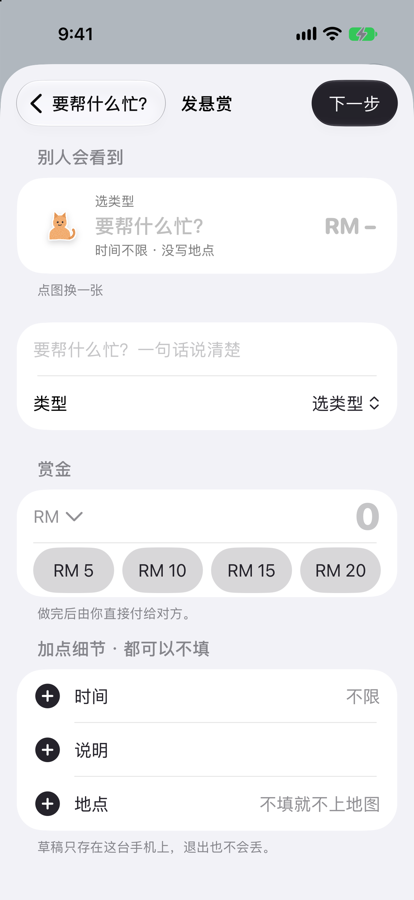 9:41
要帮什么忙?
发悬赏
下一步
别人会看到
选类型
要帮什么忙?
RM –
时间不限 · 没写地点
点图换一张
要帮什么忙? 一句话说清楚
类型
选类型
赏金
RM
0
RM 5
RM 10
RM 15
RM 20
做完后由你直接付给对方。
加点细节 · 都可以不填
时间
不限
说明
地点
不填就不上地图
草稿只存在这台手机上，退出也不会丢。